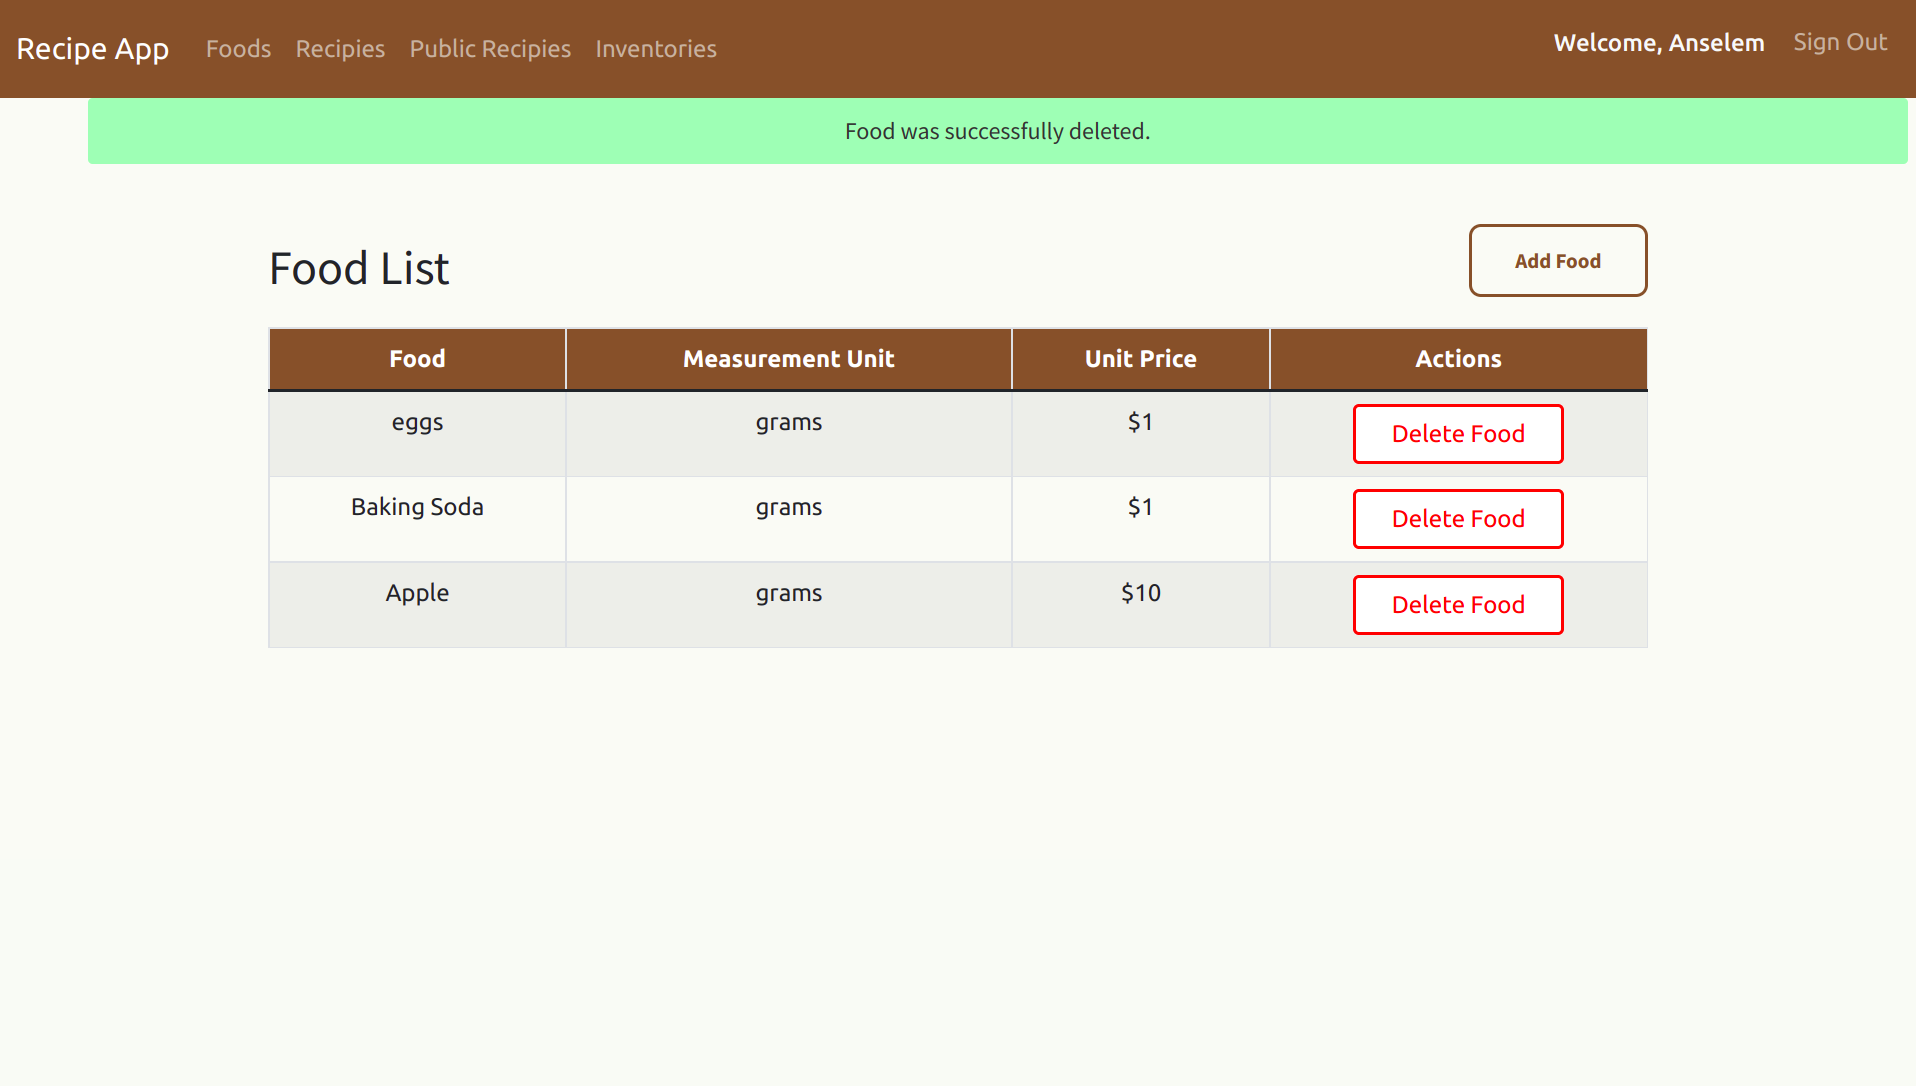 Recipe App Foods Recipies Public Recipies Inventories Welcome, Anselem Sign Out
Food was successfully deleted.
Food List Add Food
Food Measurement Unit Unit Price Actions
eggs grams $1 Delete Food
Baking Soda grams $1 Delete Food
Apple grams $10 Delete Food